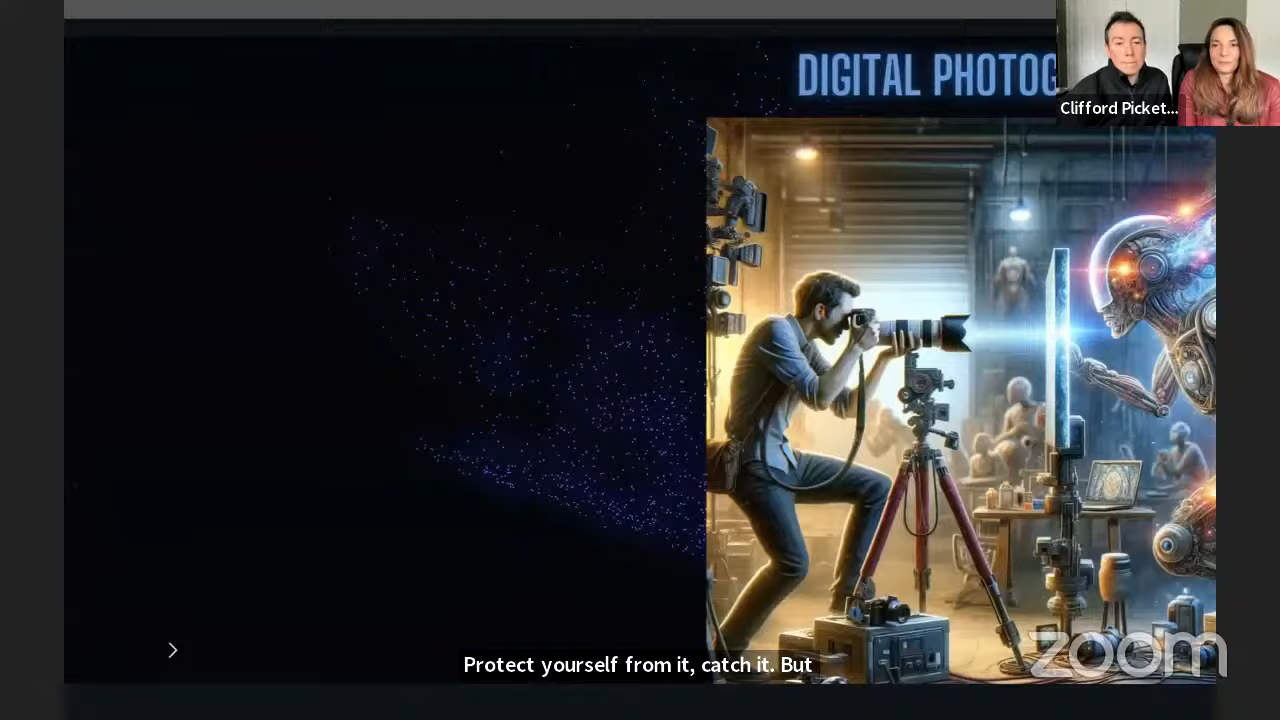 DIGITAL PHOTOG
Clifford Picket...
Protect yourself from it, catch it. But
zoom